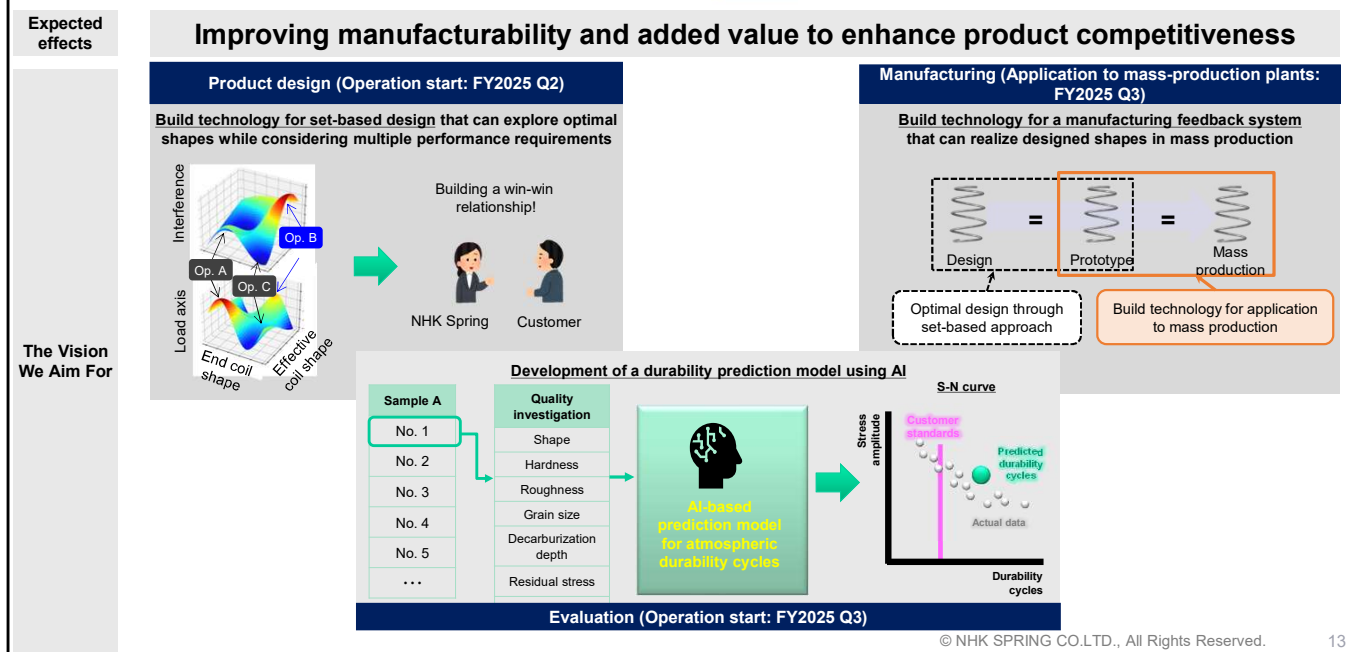 Expected
effects
Improving manufacturability and added value to enhance product competitiveness
The Vision
We Aim For
Product design (Operation start: FY2025 Q2)
Build technology for set-based design that can explore optimal
shapes while considering multiple performance requirements
Interference
Load axis
Op. A
Op. B
Op. C
End coil
shape
Effective
coil shape
Building a win-win
relationship!
NHK Spring
Customer
Manufacturing (Application to mass-production plants:
FY2025 Q3)
Build technology for a manufacturing feedback system
that can realize designed shapes in mass production
=
=
Design
Prototype
Mass
production
Optimal design through
set-based approach
Build technology for application
to mass production
Development of a durability prediction model using AI
Sample A
No. 1
No. 2
No. 3
No. 4
No. 5
···
Quality
investigation
Shape
Hardness
Roughness
Grain size
Decarburization
depth
Residual stress
AI-based
prediction model
for atmospheric
durability cycles
S-N curve
Stress
amplitude
Customer
standards
Predicted
durability
cycles
Actual data
Durability
cycles
Evaluation (Operation start: FY2025 Q3)
© NHK SPRING CO.LTD., All Rights Reserved.
13